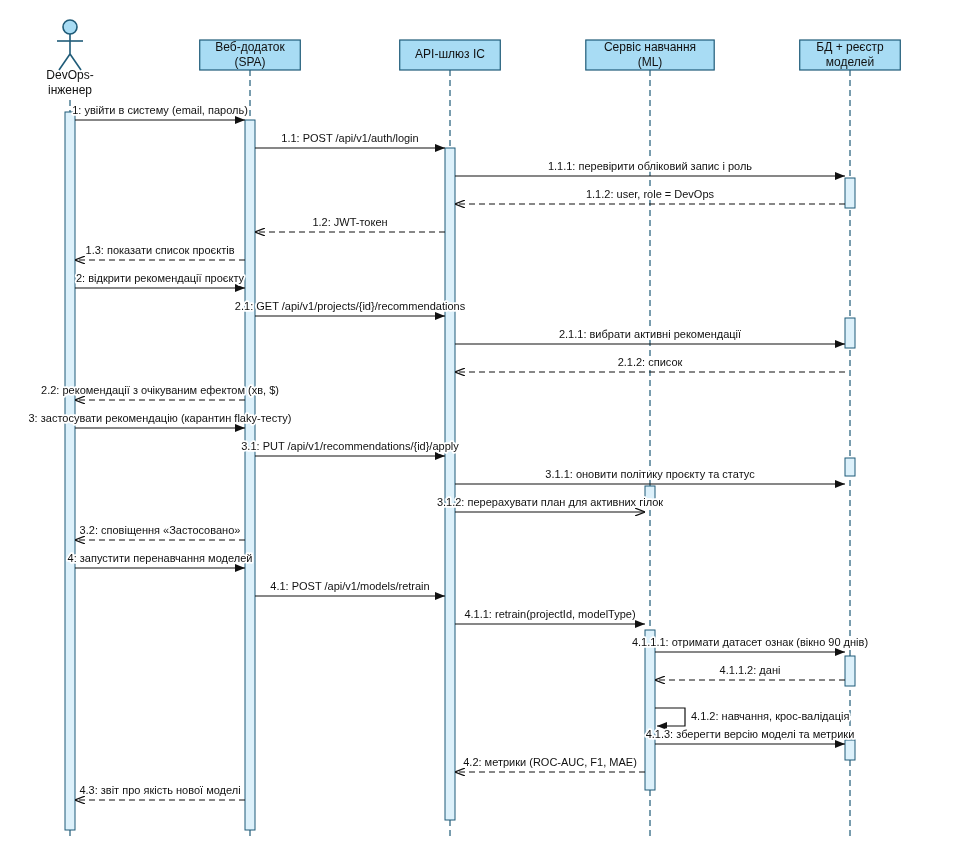 DevOps-
інженер
Веб-додаток
(SPA)
API-шлюз ІС
Сервіс навчання
(ML)
БД + реєстр
моделей
1: увійти в систему (email, пароль)
1.1: POST /api/v1/auth/login
1.1.1: перевірити обліковий запис і роль
1.1.2: user, role = DevOps
1.2: JWT-токен
1.3: показати список проєктів
2: відкрити рекомендації проєкту
2.1: GET /api/v1/projects/{id}/recommendations
2.1.1: вибрати активні рекомендації
2.1.2: список
2.2: рекомендації з очікуваним ефектом (хв, $)
3: застосувати рекомендацію (карантин flaky-тесту)
3.1: PUT /api/v1/recommendations/{id}/apply
3.1.1: оновити політику проєкту та статус
3.1.2: перерахувати план для активних гілок
3.2: сповіщення «Застосовано»
4: запустити перенавчання моделей
4.1: POST /api/v1/models/retrain
4.1.1: retrain(projectId, modelType)
4.1.1.1: отримати датасет ознак (вікно 90 днів)
4.1.1.2: дані
4.1.2: навчання, крос-валідація
4.1.3: зберегти версію моделі та метрики
4.2: метрики (ROC-AUC, F1, MAE)
4.3: звіт про якість нової моделі